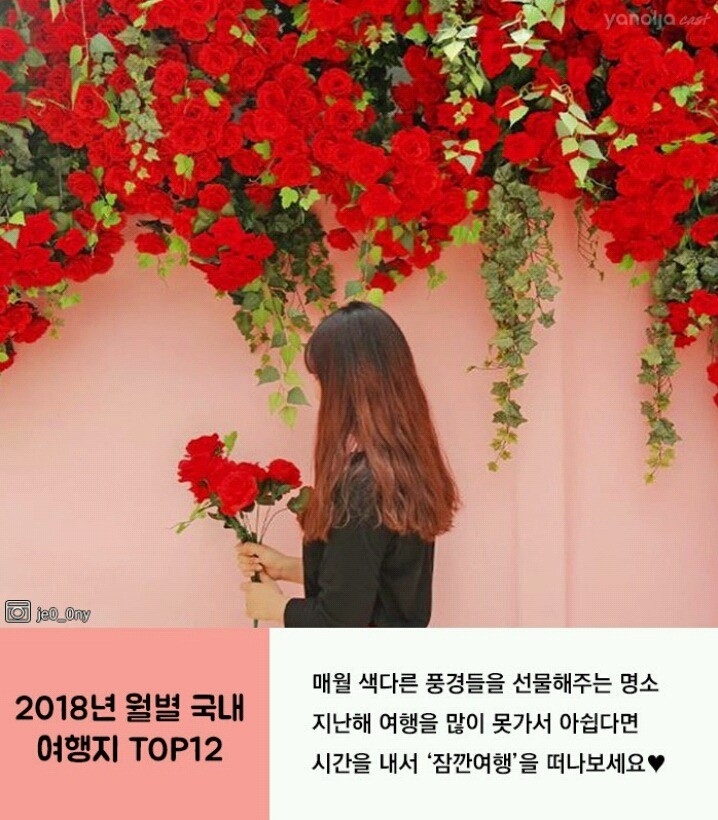 yanolja cast
je0_0ny
2018년 월별 국내
여행지 TOP12
매월 색다른 풍경들을 선물해주는 명소
지난해 여행을 많이 못가서 아쉽다면
시간을 내서 ‘잠깐여행’을 떠나보세요♥